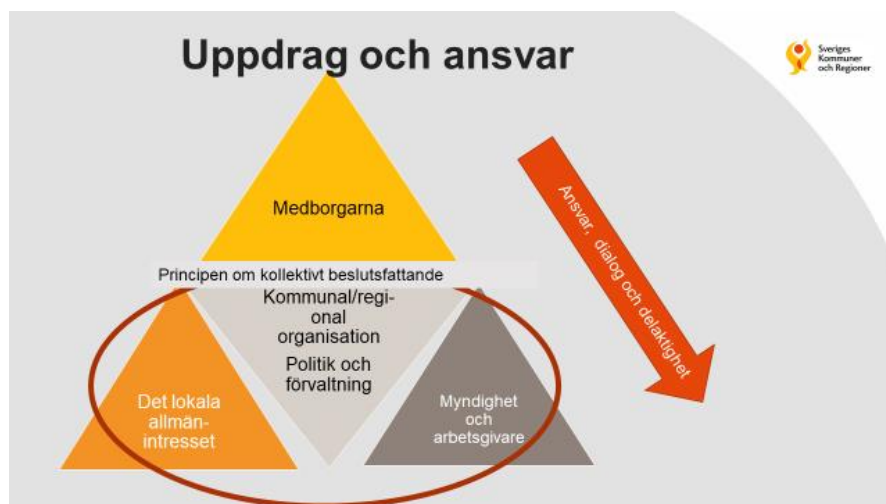 Uppdrag och ansvar
Sveriges
Kommuner
och Regioner
Medborgarna
Principen om kollektivt beslutsfattande
Kommunal/regi-
onal
organisation
Politik och
förvaltning
Det lokala
allmän-
intresset
Myndighet
och
arbetsgivare
Ansvar, dialog och delaktighet